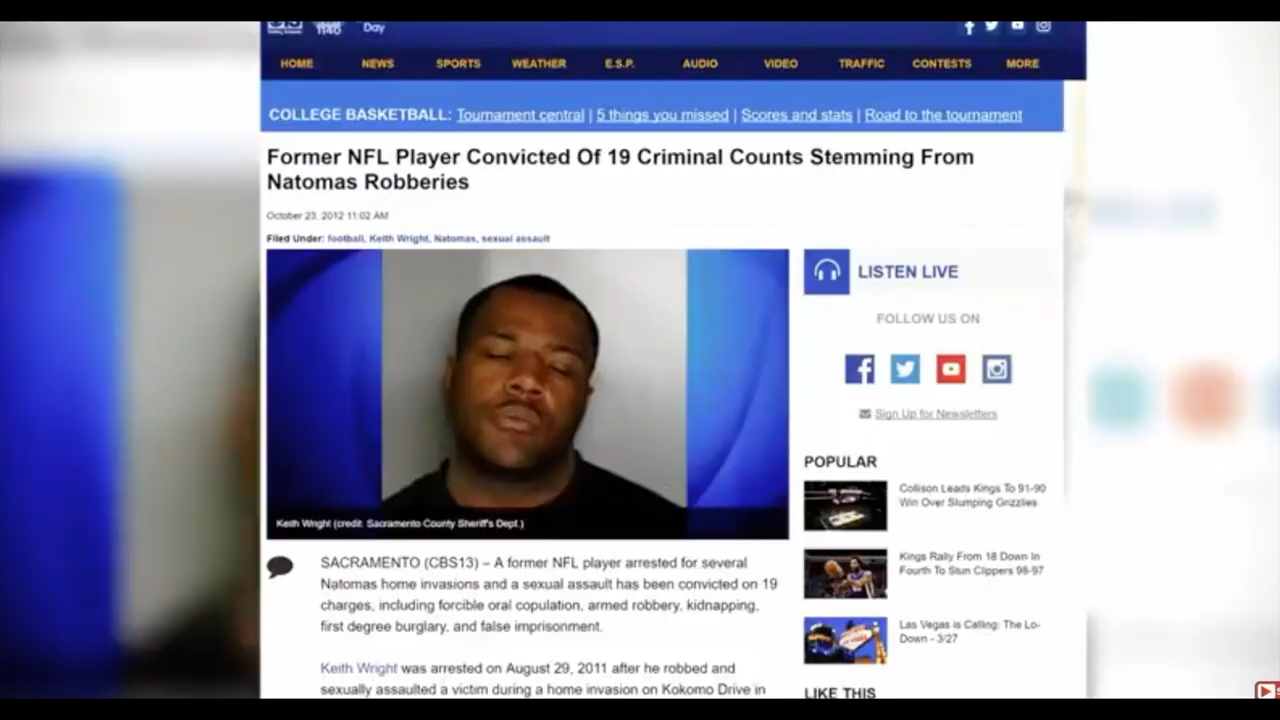 1140
Day
HOME NEWS SPORTS WEATHER E.S.P. AUDIO VIDEO TRAFFIC CONTESTS MORE
COLLEGE BASKETBALL: Tournament central | 5 things you missed | Scores and stats | Road to the tournament
Former NFL Player Convicted Of 19 Criminal Counts Stemming From
Natomas Robberies
October 23, 2012 11:02 AM
Filed Under: football, Keith Wright, Natomas, sexual assault
Keith Wright (credit: Sacramento County Sheriff's Dept.)
SACRAMENTO (CBS13) – A former NFL player arrested for several
Natomas home invasions and a sexual assault has been convicted on 19
charges, including forcible oral copulation, armed robbery, kidnapping,
first degree burglary, and false imprisonment.
Keith Wright was arrested on August 29, 2011 after he robbed and
sexually assaulted a victim during a home invasion on Kokomo Drive in
LISTEN LIVE
FOLLOW US ON
Sign Up for Newsletters
POPULAR
Collison Leads Kings To 91-90
Win Over Slumping Grizzlies
Kings Rally From 18 Down In
Fourth To Stun Clippers 98-97
Las Vegas is Calling: The Lo-
Down - 3/27
LIKE THIS